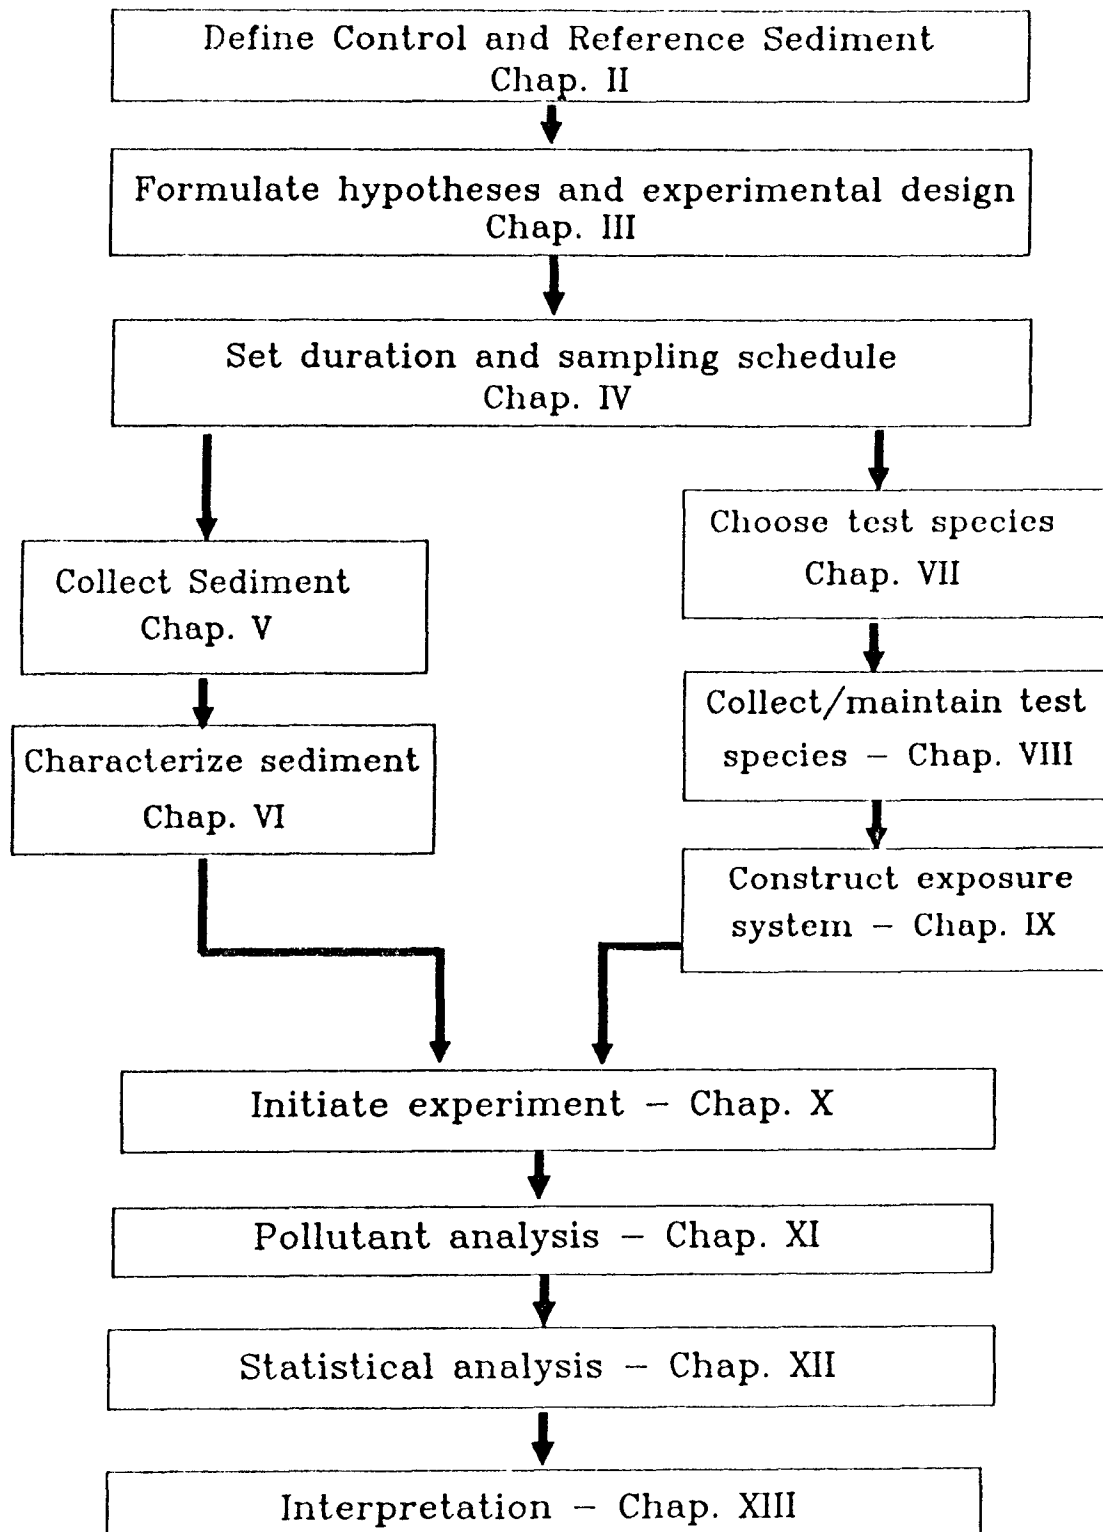 Define Control and Reference Sediment
Chap. II
Formulate hypotheses and experimental design
Chap. III
Set duration and sampling schedule
Chap. IV
Collect Sediment
Chap. V
Characterize sediment
Chap. VI
Choose test species
Chap. VII
Collect/maintain test
species – Chap. VIII
Construct exposure
system – Chap. IX
Initiate experiment – Chap. X
Pollutant analysis – Chap. XI
Statistical analysis – Chap. XII
Interpretation – Chap. XIII